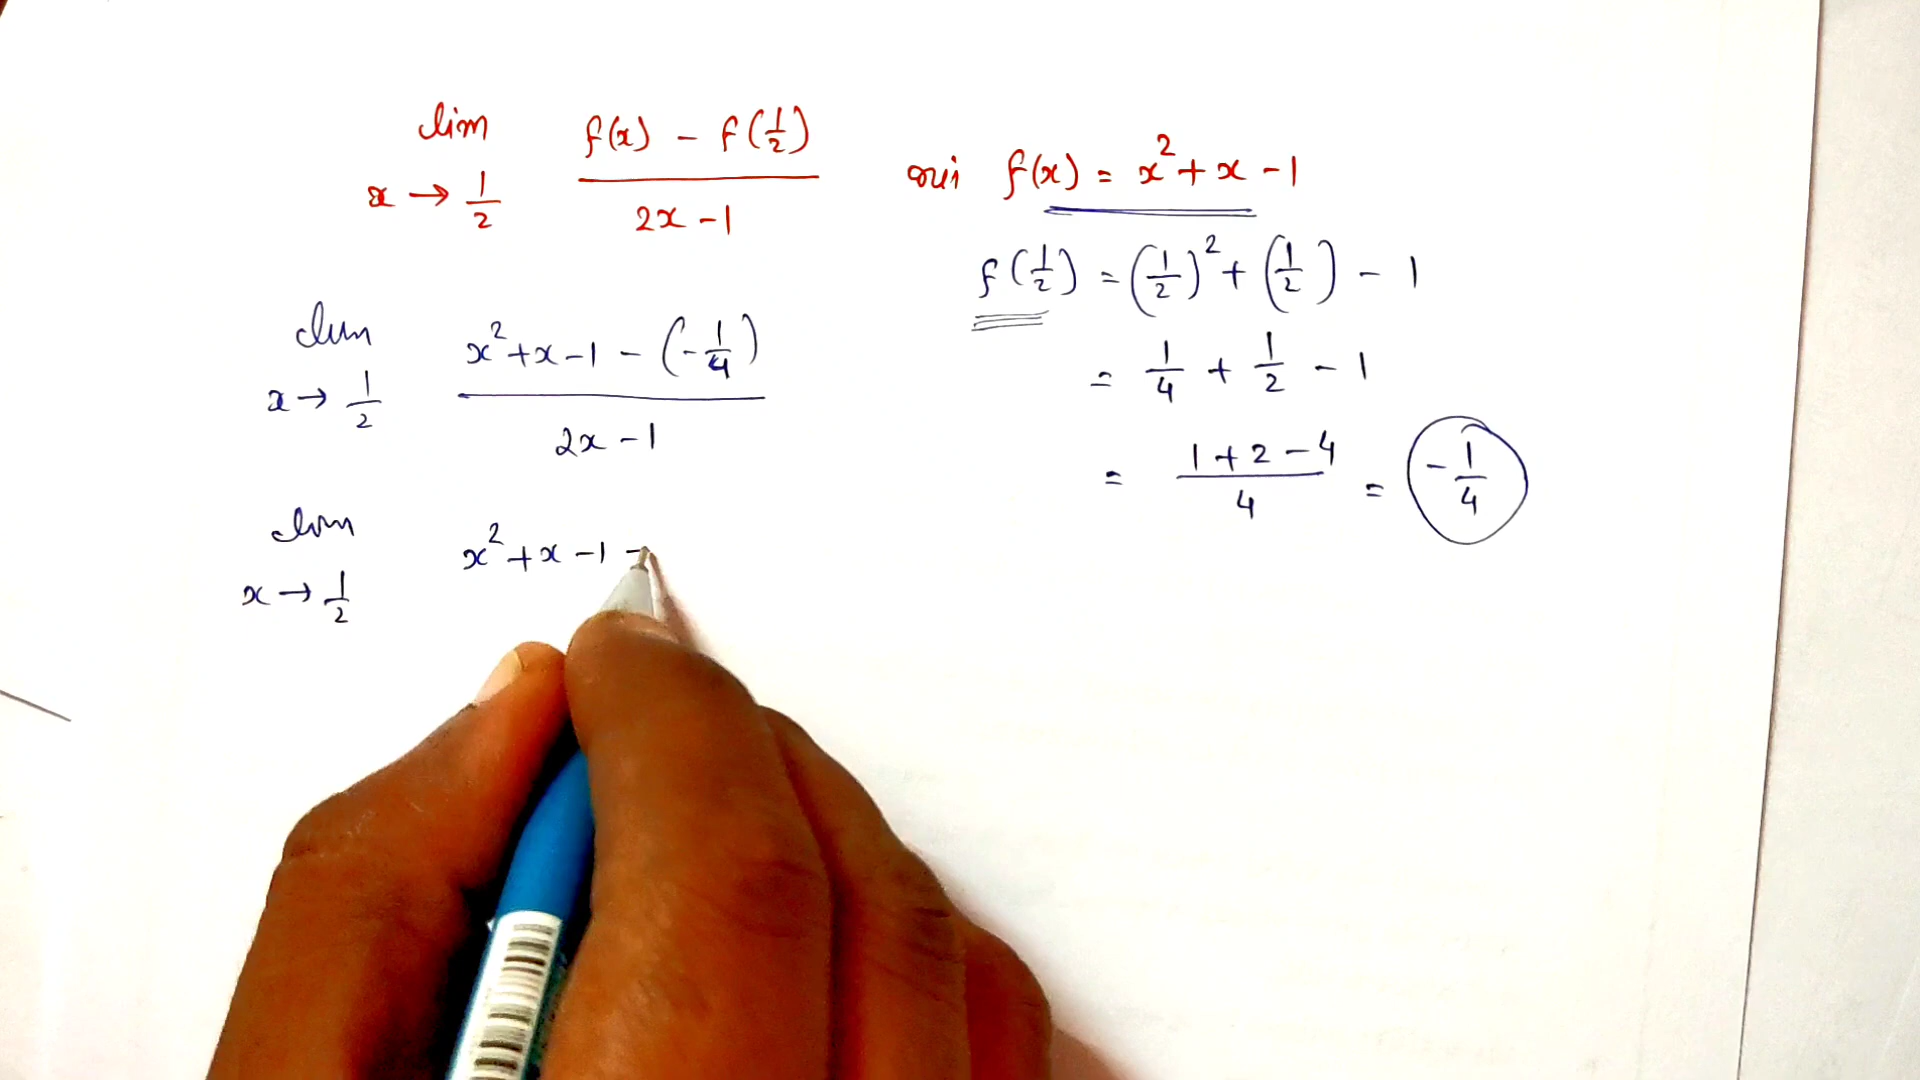 lim x → 1/2 f(x) - f(1/2) / 2x - 1
f(x) = x² + x - 1
f(1/2) = (1/2)² + (1/2) - 1
lim x → 1/2 x² + x - 1 - (-1/4) / 2x - 1
= 1/4 + 1/2 - 1
= 1 + 2 - 4 / 4 = -1/4
lim x → 1/2 x² + x - 1